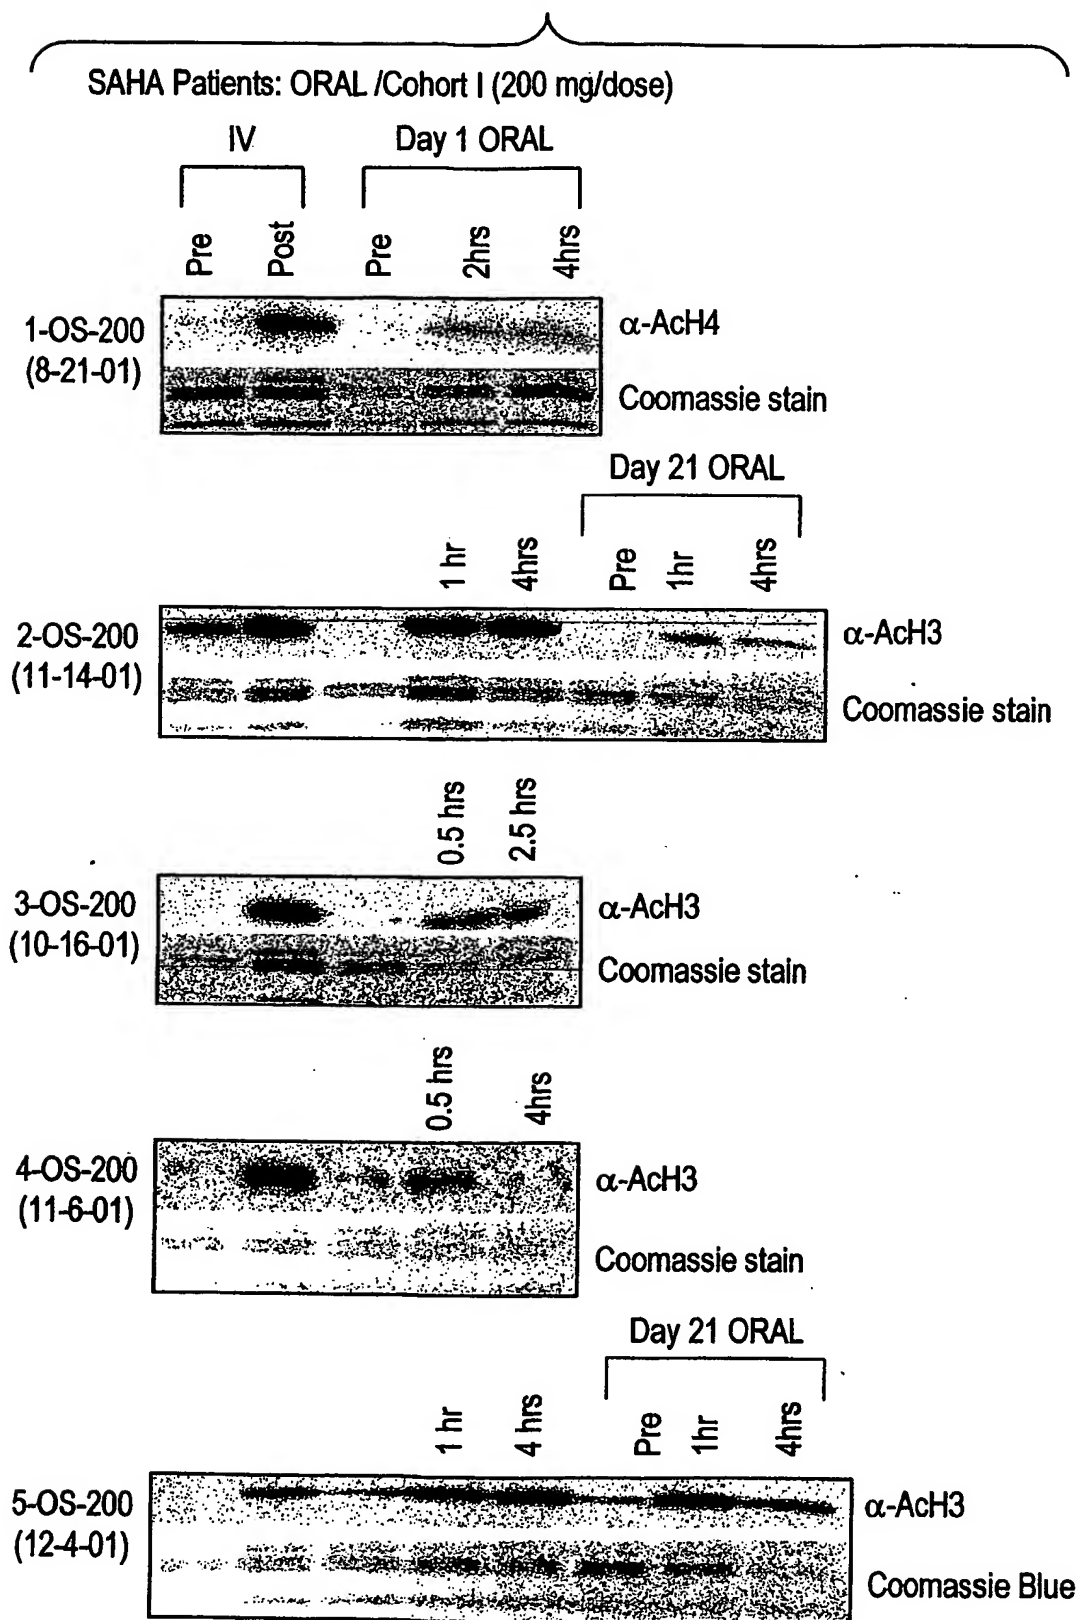 SAHA Patients: ORAL /Cohort I (200 mg/dose)
IV Day 1 ORAL
Pre Post Pre 2hrs 4hrs
1-OS-200 α-AcH4
(8-21-01) Coomassie stain
Day 21 ORAL
1 hr 4hrs Pre 1hr 4hrs
2-OS-200 α-AcH3
(11-14-01) Coomassie stain
0.5 hrs 2.5 hrs
3-OS-200 α-AcH3
(10-16-01) Coomassie stain
0.5 hrs 4hrs
4-OS-200 α-AcH3
(11-6-01) Coomassie stain
Day 21 ORAL
1 hr 4 hrs Pre 1hr 4hrs
5-OS-200 α-AcH3
(12-4-01) Coomassie Blue